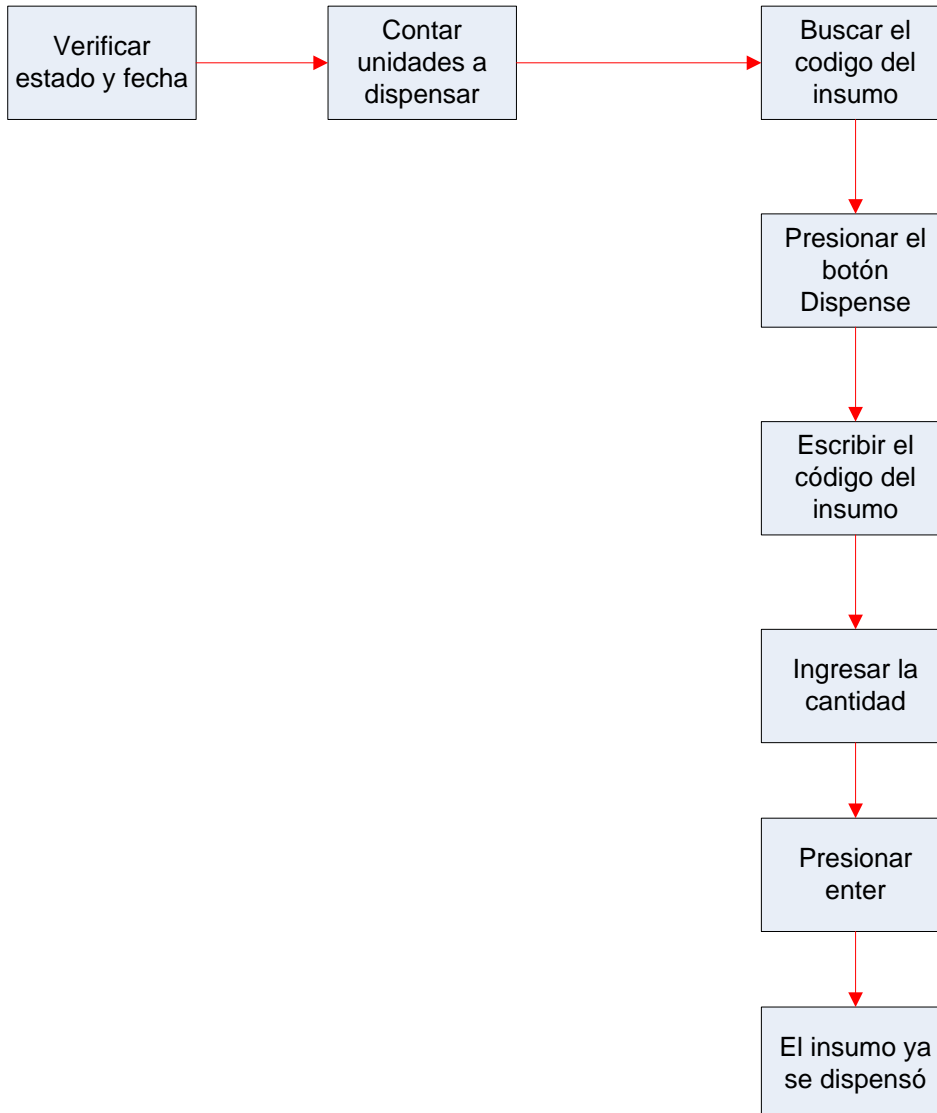 Verificar
estado y fecha
Contar
unidades a
dispensar
Buscar el
codigo del
insumo
Presionar el
botón
Dispense
Escribir el
código del
insumo
Ingresar la
cantidad
Presionar
enter
El insumo ya
se dispensó